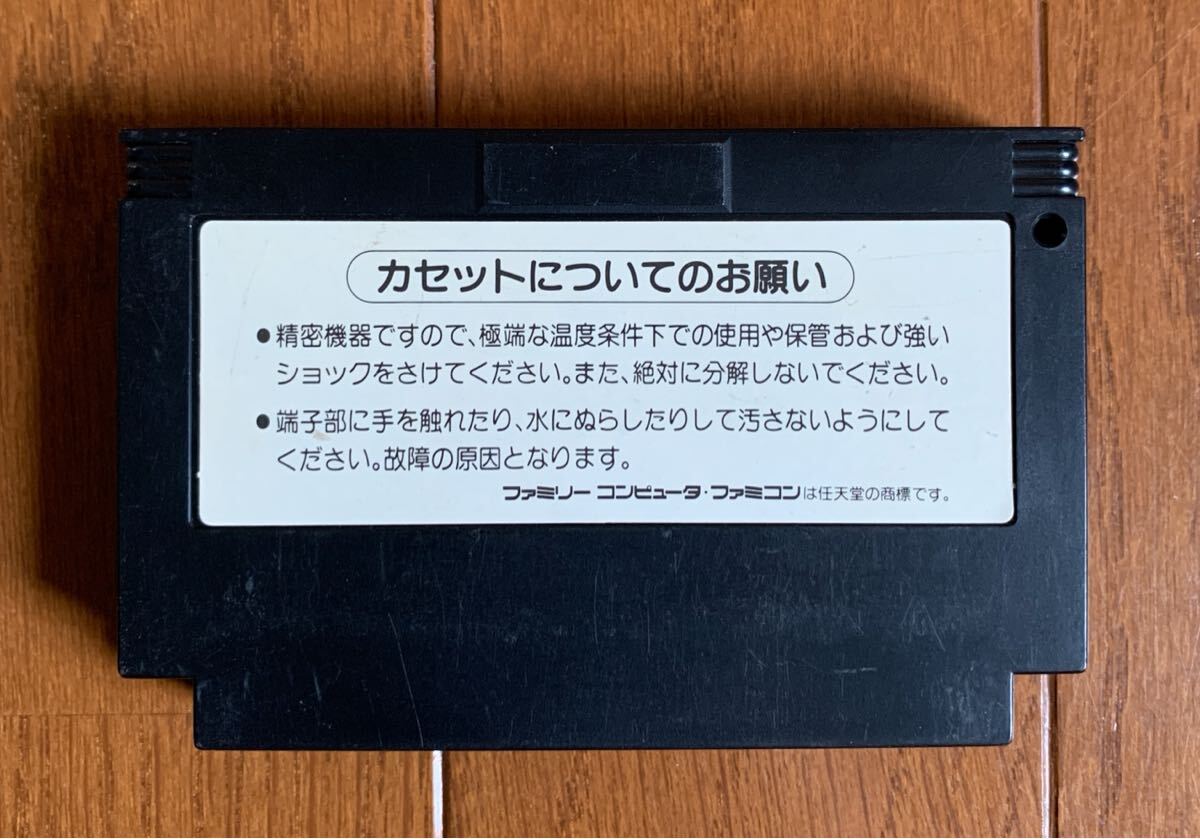 カセットについてのお願い
●精密機器ですので、極端な温度条件下での使用や保管および強い
ショックをさけてください。また、絶対に分解しないでください。
●端子部に手を触れたり、水にぬらしたりして汚さないようにして
ください。故障の原因となります。
ファミリー コンピュータ・ファミコンは任天堂の商標です。